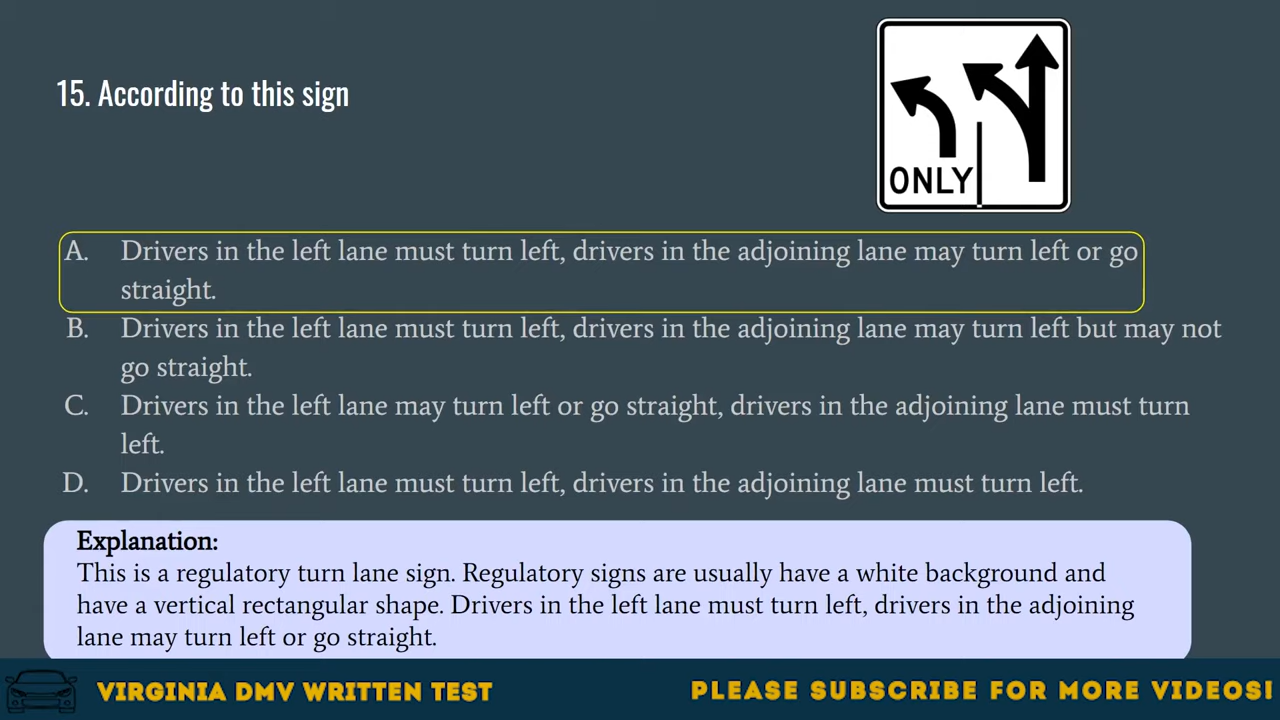 15. According to this sign
ONLY
A. Drivers in the left lane must turn left, drivers in the adjoining lane may turn left or go
straight.
B. Drivers in the left lane must turn left, drivers in the adjoining lane may turn left but may not
go straight.
C. Drivers in the left lane may turn left or go straight, drivers in the adjoining lane must turn
left.
D. Drivers in the left lane must turn left, drivers in the adjoining lane must turn left.
Explanation:
This is a regulatory turn lane sign. Regulatory signs are usually have a white background and
have a vertical rectangular shape. Drivers in the left lane must turn left, drivers in the adjoining
lane may turn left or go straight.
VIRGINIA DMV WRITTEN TEST
PLEASE SUBSCRIBE FOR MORE VIDEOS!